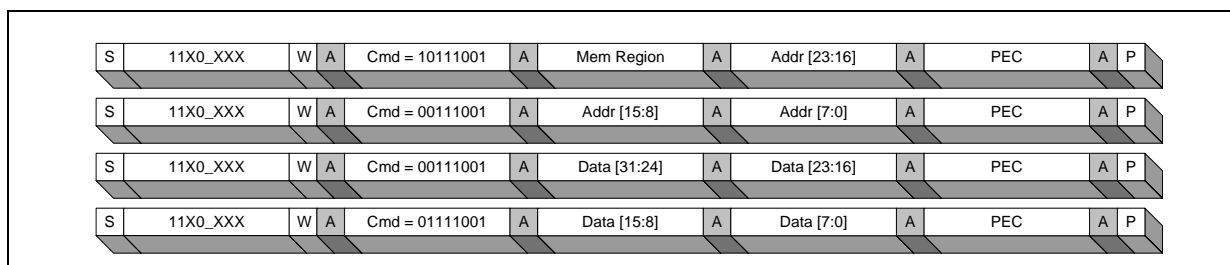 S 11X0_XXX W A Cmd = 10111001 A Mem Region A Addr [23:16] A PEC A P
S 11X0_XXX W A Cmd = 00111001 A Addr [15:8] A Addr [7:0] A PEC A P
S 11X0_XXX W A Cmd = 00111001 A Data [31:24] A Data [23:16] A PEC A P
S 11X0_XXX W A Cmd = 01111001 A Data [15:8] A Data [7:0] A PEC A P